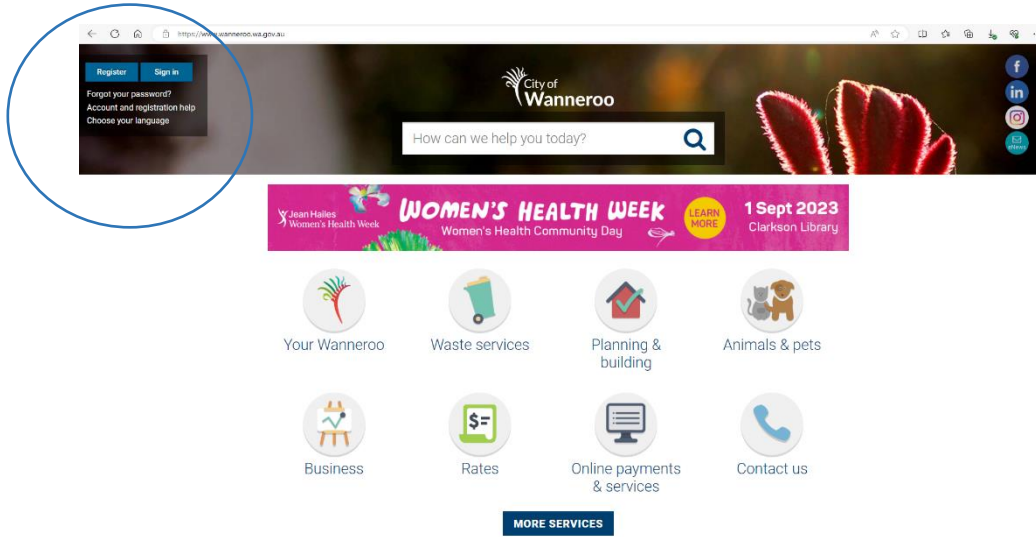 https://www.wanneroo.wa.gov.au
Register Sign in
Forgot your password?
Account and registration help
Choose your language
City of
Wanneroo
How can we help you today?
f
in
eNews
Jean Hailes
Women's Health Week
WOMEN'S HEALTH WEEK
Women's Health Community Day
LEARN
MORE
1 Sept 2023
Clarkson Library
Your Wanneroo
Waste services
Planning &
building
Animals & pets
Business
$
Rates
Online payments
& services
Contact us
MORE SERVICES